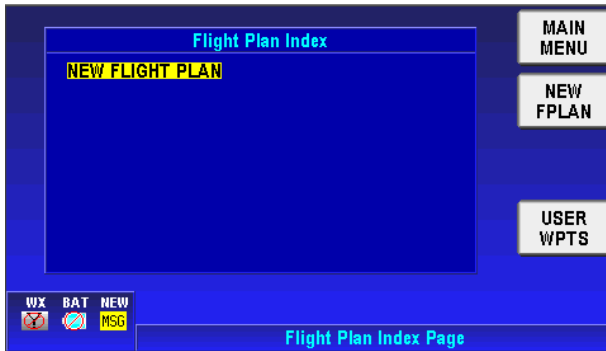 Flight Plan Index
NEW FLIGHT PLAN
MAIN
MENU
NEW
FPLAN
USER
WPTS
WX BAT NEW
MSG
Flight Plan Index Page